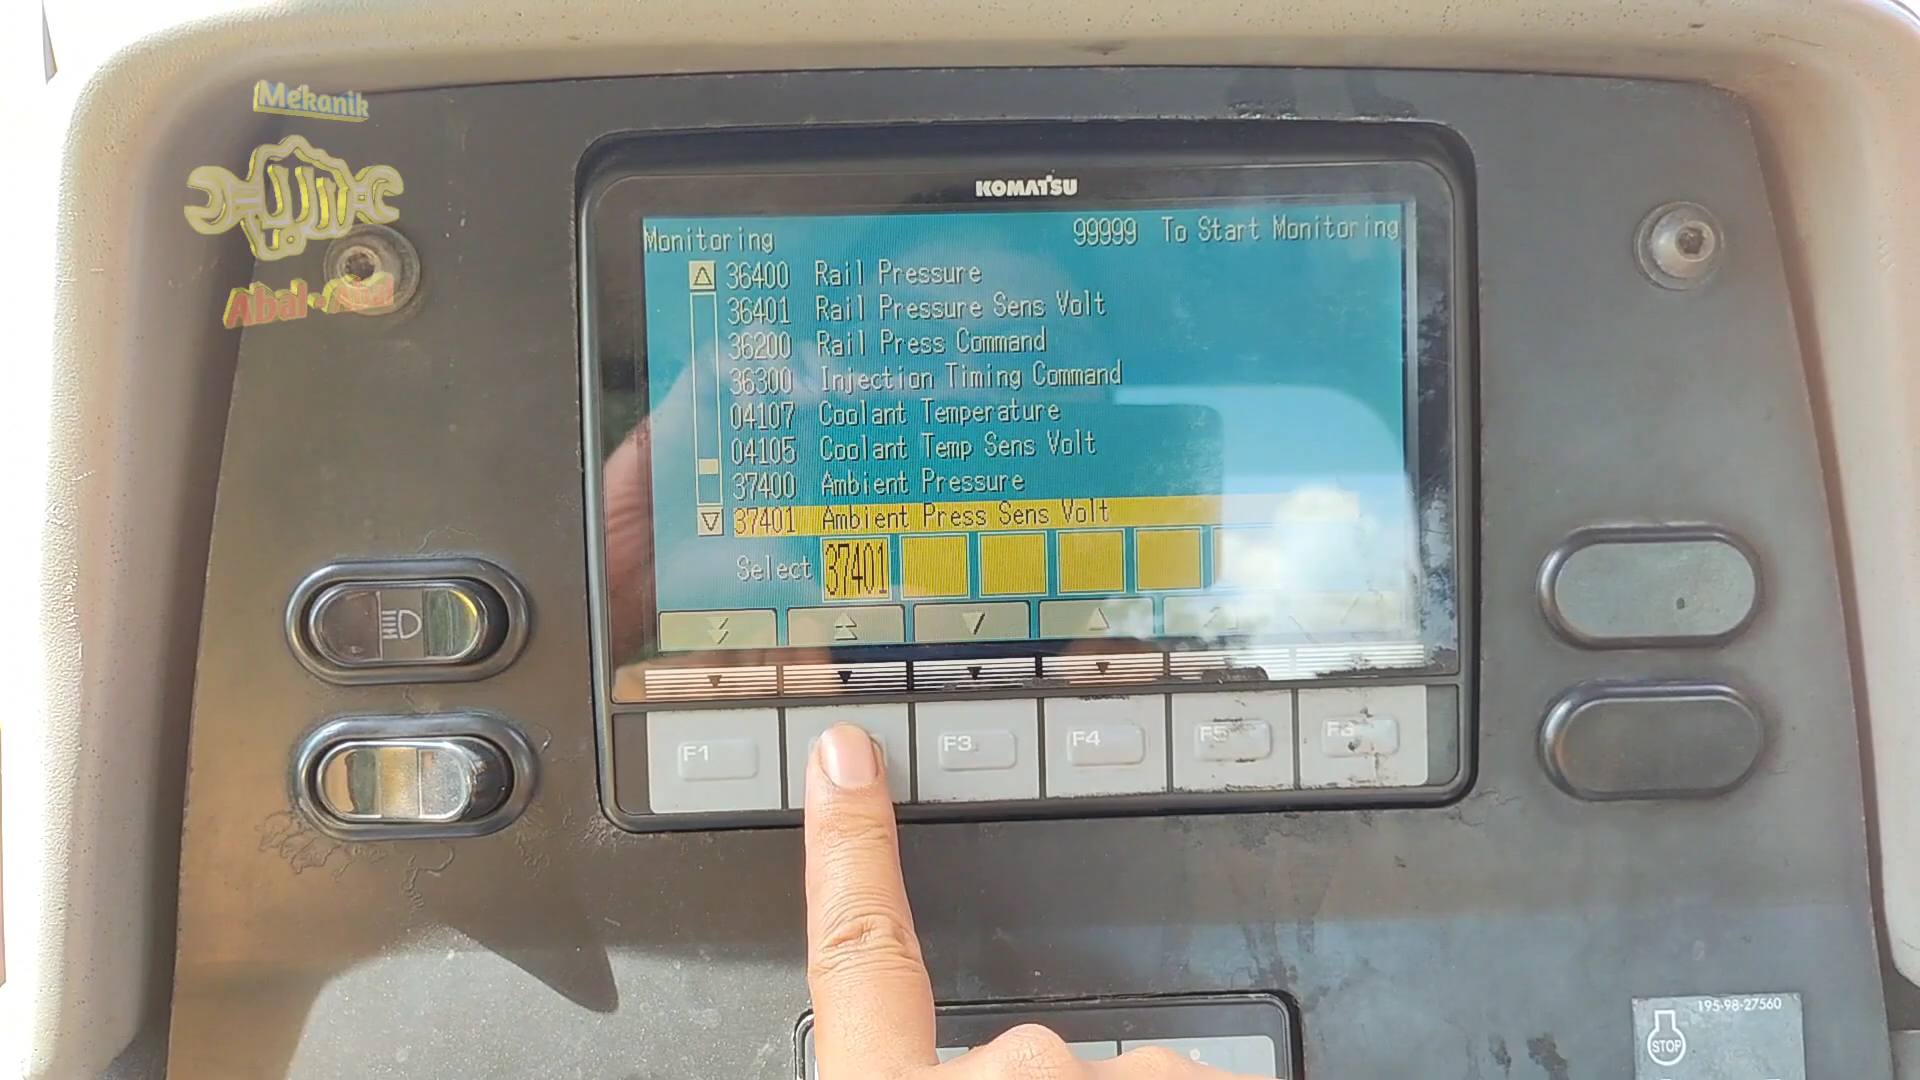 Mekanik
Abal-Abal
KOMATSU
Monitoring 99999 To Start Monitoring
36400 Rail Pressure
36401 Rail Pressure Sens Volt
36200 Rail Press Command
36300 Injection Timing Command
04107 Coolant Temperature
04105 Coolant Temp Sens Volt
37400 Ambient Pressure
37401 Ambient Press Sens Volt
Select 37401
F1 F3 F4 F5 F6
195-98-27560
STOP